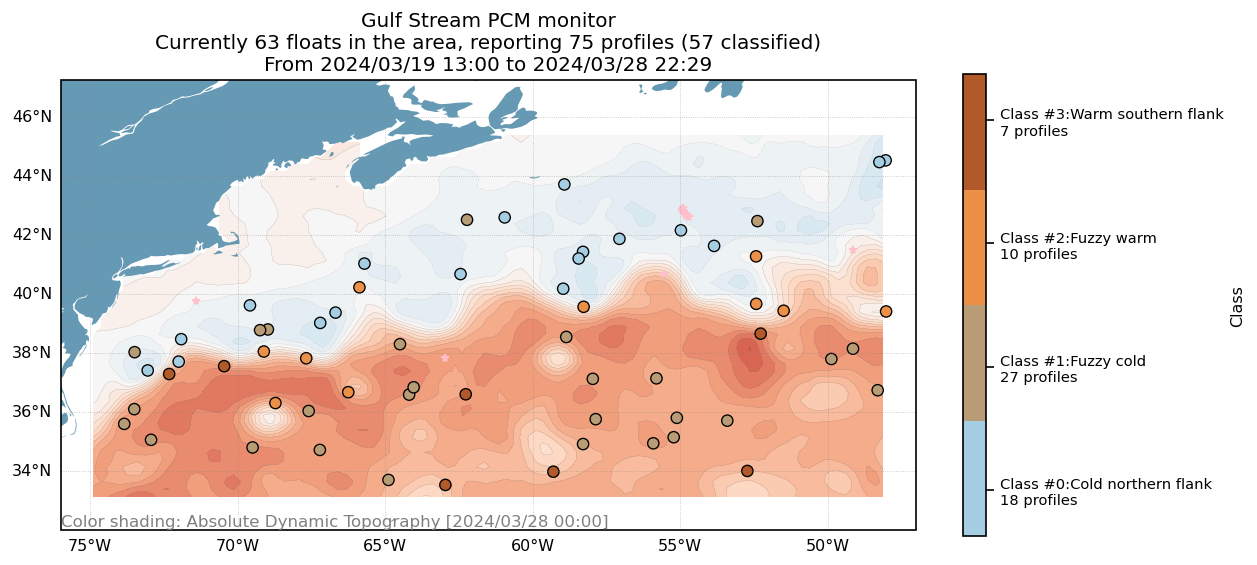 Gulf Stream PCM monitor
Currently 63 floats in the area, reporting 75 profiles (57 classified)
From 2024/03/19 13:00 to 2024/03/28 22:29
46°N
44°N
42°N
40°N
38°N
36°N
34°N
Color shading: Absolute Dynamic Topography [2024/03/28 00:00]
75°W
70°W
65°W
60°W
55°W
50°W
Class #3:Warm southern flank
7 profiles
Class #2:Fuzzy warm
10 profiles
Class #1:Fuzzy cold
27 profiles
Class #0:Cold northern flank
18 profiles
Class